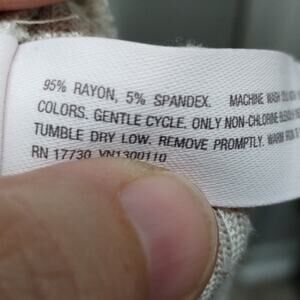 95% RAYON, 5% SPANDEX. MACHINE WASH
COLORS. GENTLE CYCLE. ONLY NON-CHLORINE
TUMBLE DRY LOW. REMOVE PROMPTLY. WARM
RN 17730 VN1300110